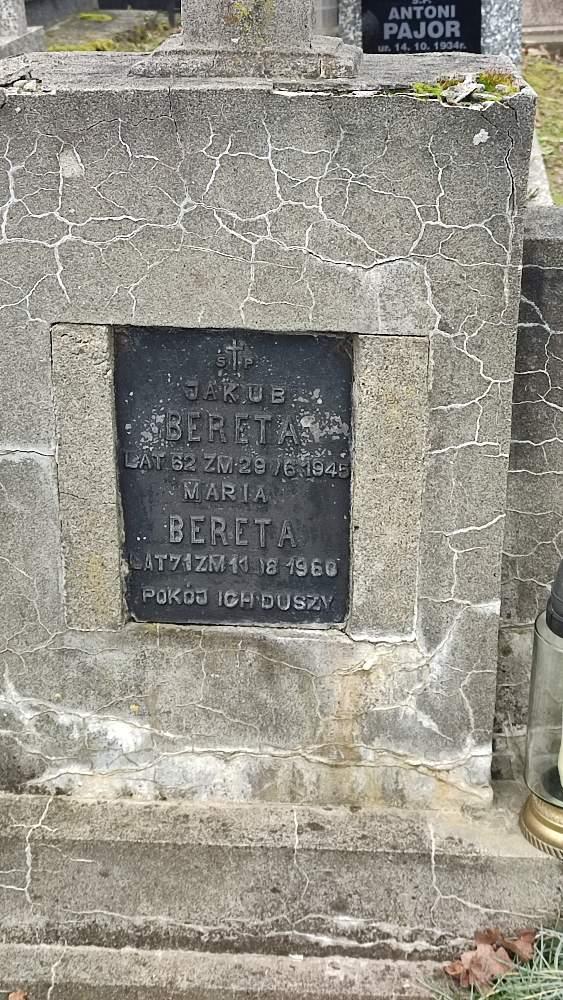 ANTONI
PAJOR
ur. 14. 10. 1934r.
Ś P
JAKUB
BERETA
LAT 62 ZM 29 /6 1945
MARIA
BERETA
LAT 71 ZM 11 /8 1960
POKÓJ ICH DUSZY